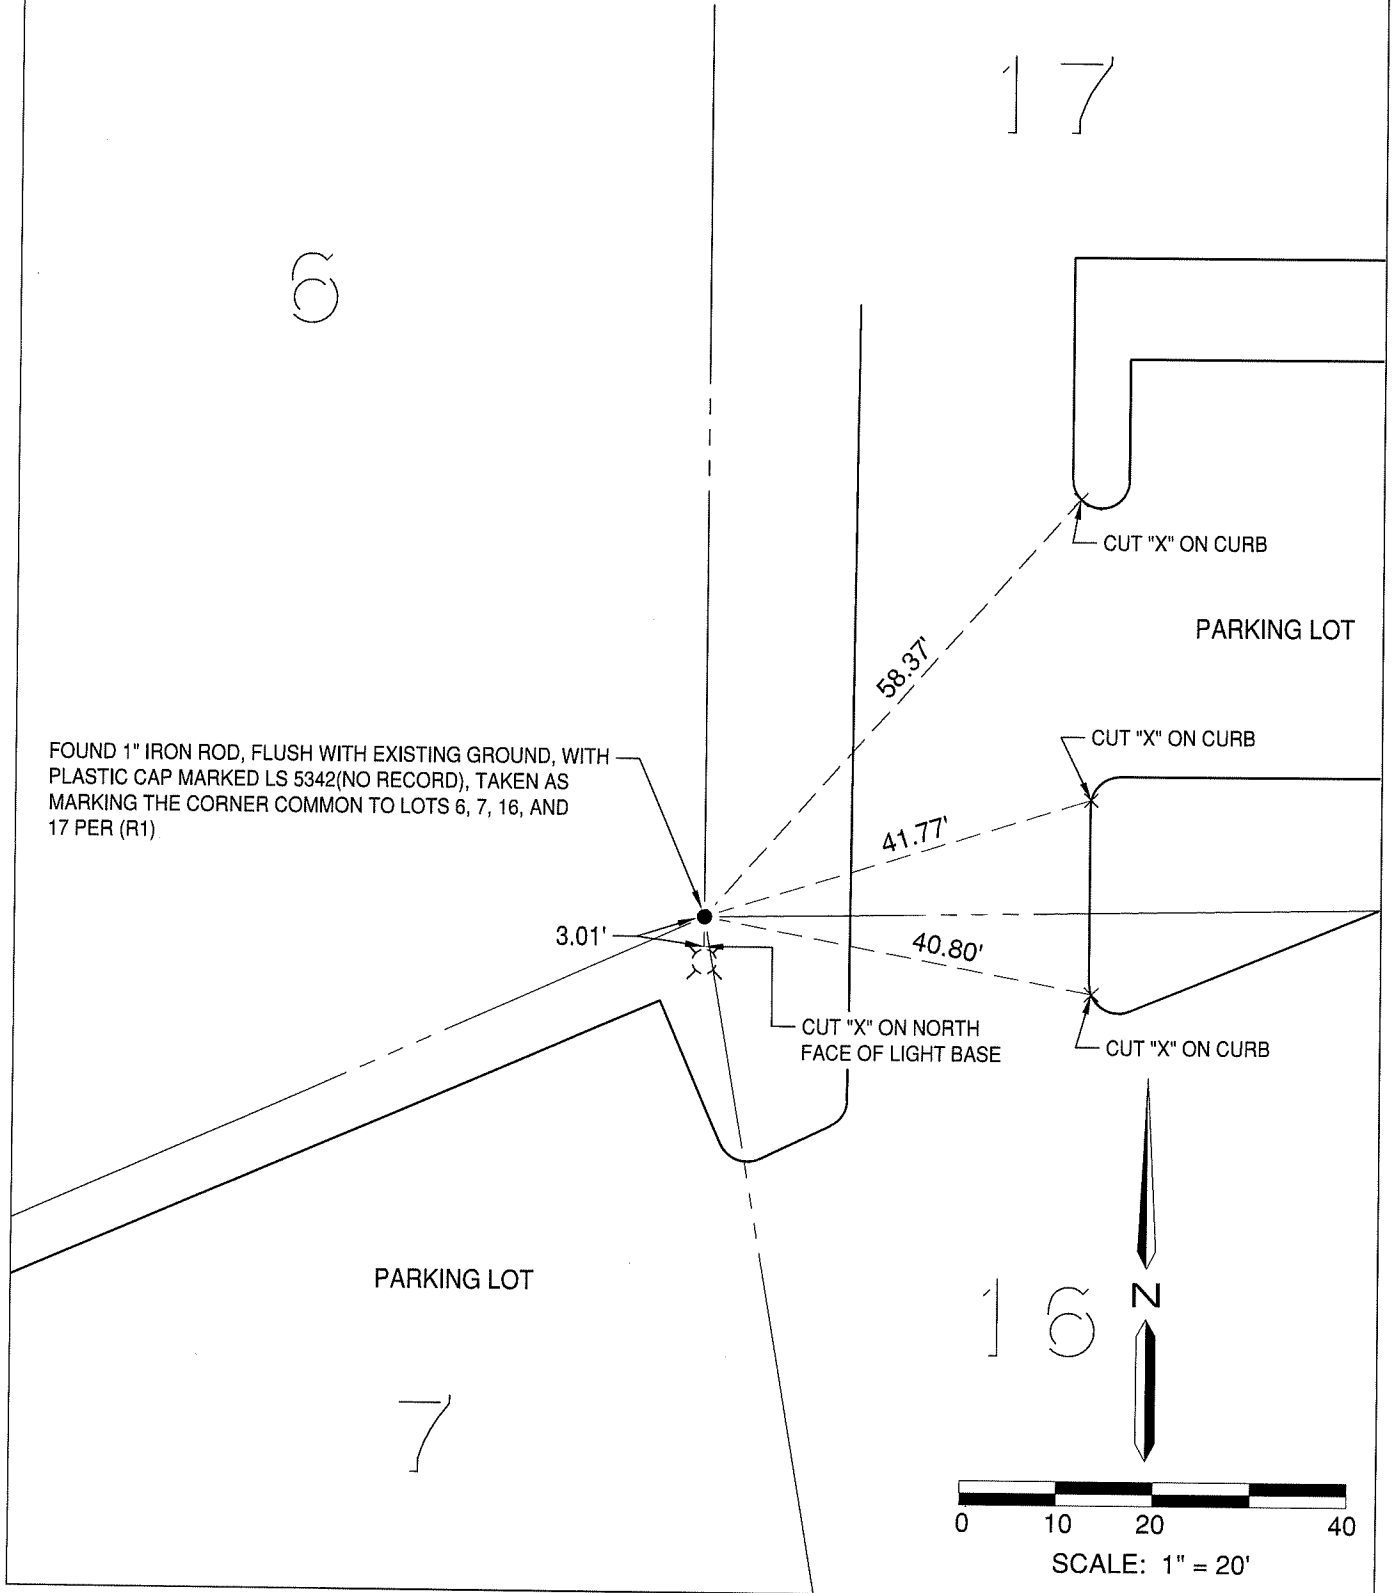 17
6
CUT "X" ON CURB
PARKING LOT
58.37'
FOUND 1" IRON ROD, FLUSH WITH EXISTING GROUND, WITH
PLASTIC CAP MARKED LS 5342(NO RECORD), TAKEN AS
MARKING THE CORNER COMMON TO LOTS 6, 7, 16, AND
17 PER (R1)
CUT "X" ON CURB
41.77'
3.01'
40.80'
CUT "X" ON NORTH
FACE OF LIGHT BASE
CUT "X" ON CURB
PARKING LOT
16
N
7
0 10 20 40
SCALE: 1" = 20'